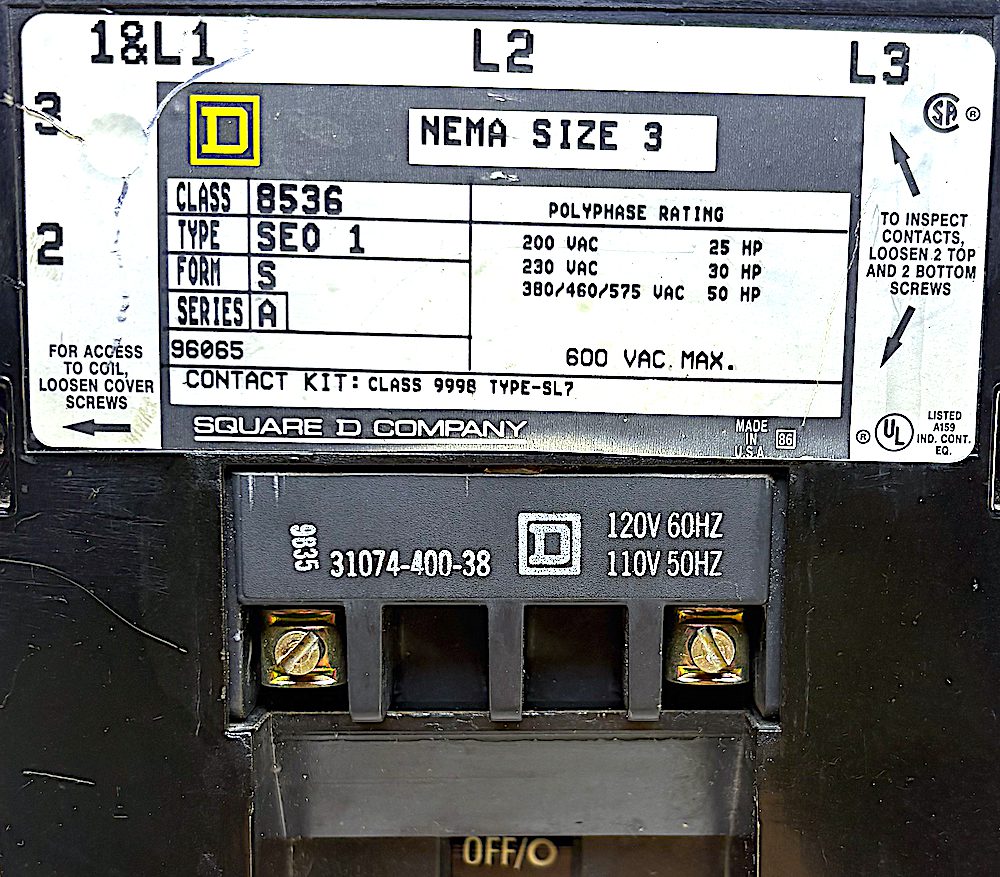 1&L1 L2 L3
3
2
D
NEMA SIZE 3
CLASS 8536
TYPE SEO 1
FORM S
SERIES A
96065
POLYPHASE RATING
200 VAC 25 HP
230 VAC 30 HP
380/460/575 VAC 50 HP
600 VAC MAX.
CONTACT KIT: CLASS 9998 TYPE-SL7
SQUARE D COMPANY
MADE
IN
U.S.A.
86
FOR ACCESS
TO COIL,
LOOSEN COVER
SCREWS
SA ®
TO INSPECT
CONTACTS,
LOOSEN 2 TOP
AND 2 BOTTOM
SCREWS
® UL
LISTED
A159
IND. CONT.
EQ.
9835
31074-400-38
D
120V 60HZ
110V 50HZ
OFF/O